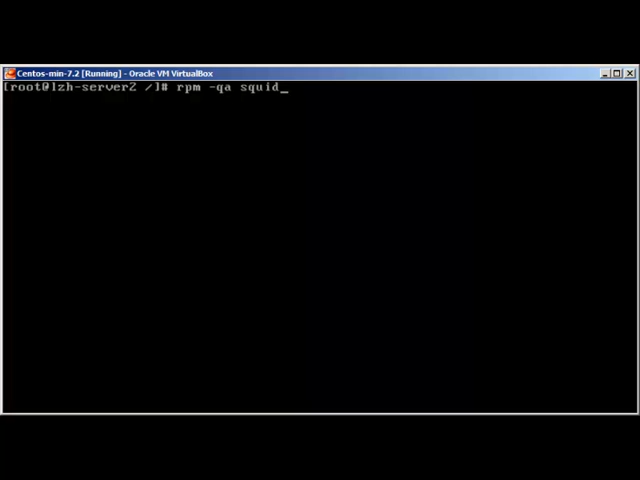 Centos-min-7.2 [Running] - Oracle VM VirtualBox
[root@lzh-server2 /]# rpm -qa squid_